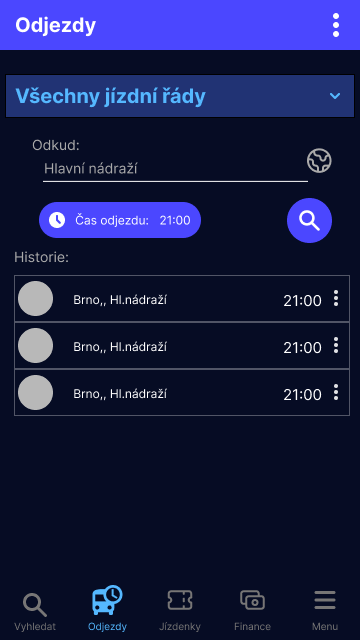 Odjezdy
Všechny jízdní řády
Odkud:
Hlavní nádraží
Čas odjezdu: 21:00
Historie:
Brno,, Hl.nádraží 21:00
Brno,, Hl.nádraží 21:00
Brno,, Hl.nádraží 21:00
Vyhledat Odjezdy Jízdenky Finance Menu